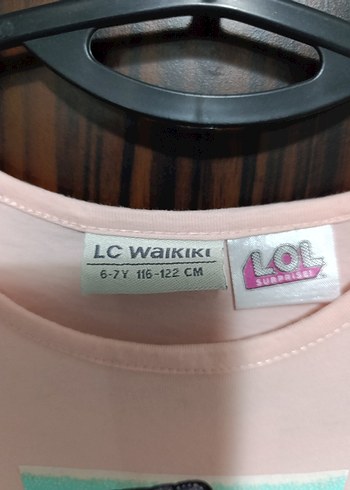 LC WAIKIKI
6-7Y 116-122 CM
LOL
SURPRISE!